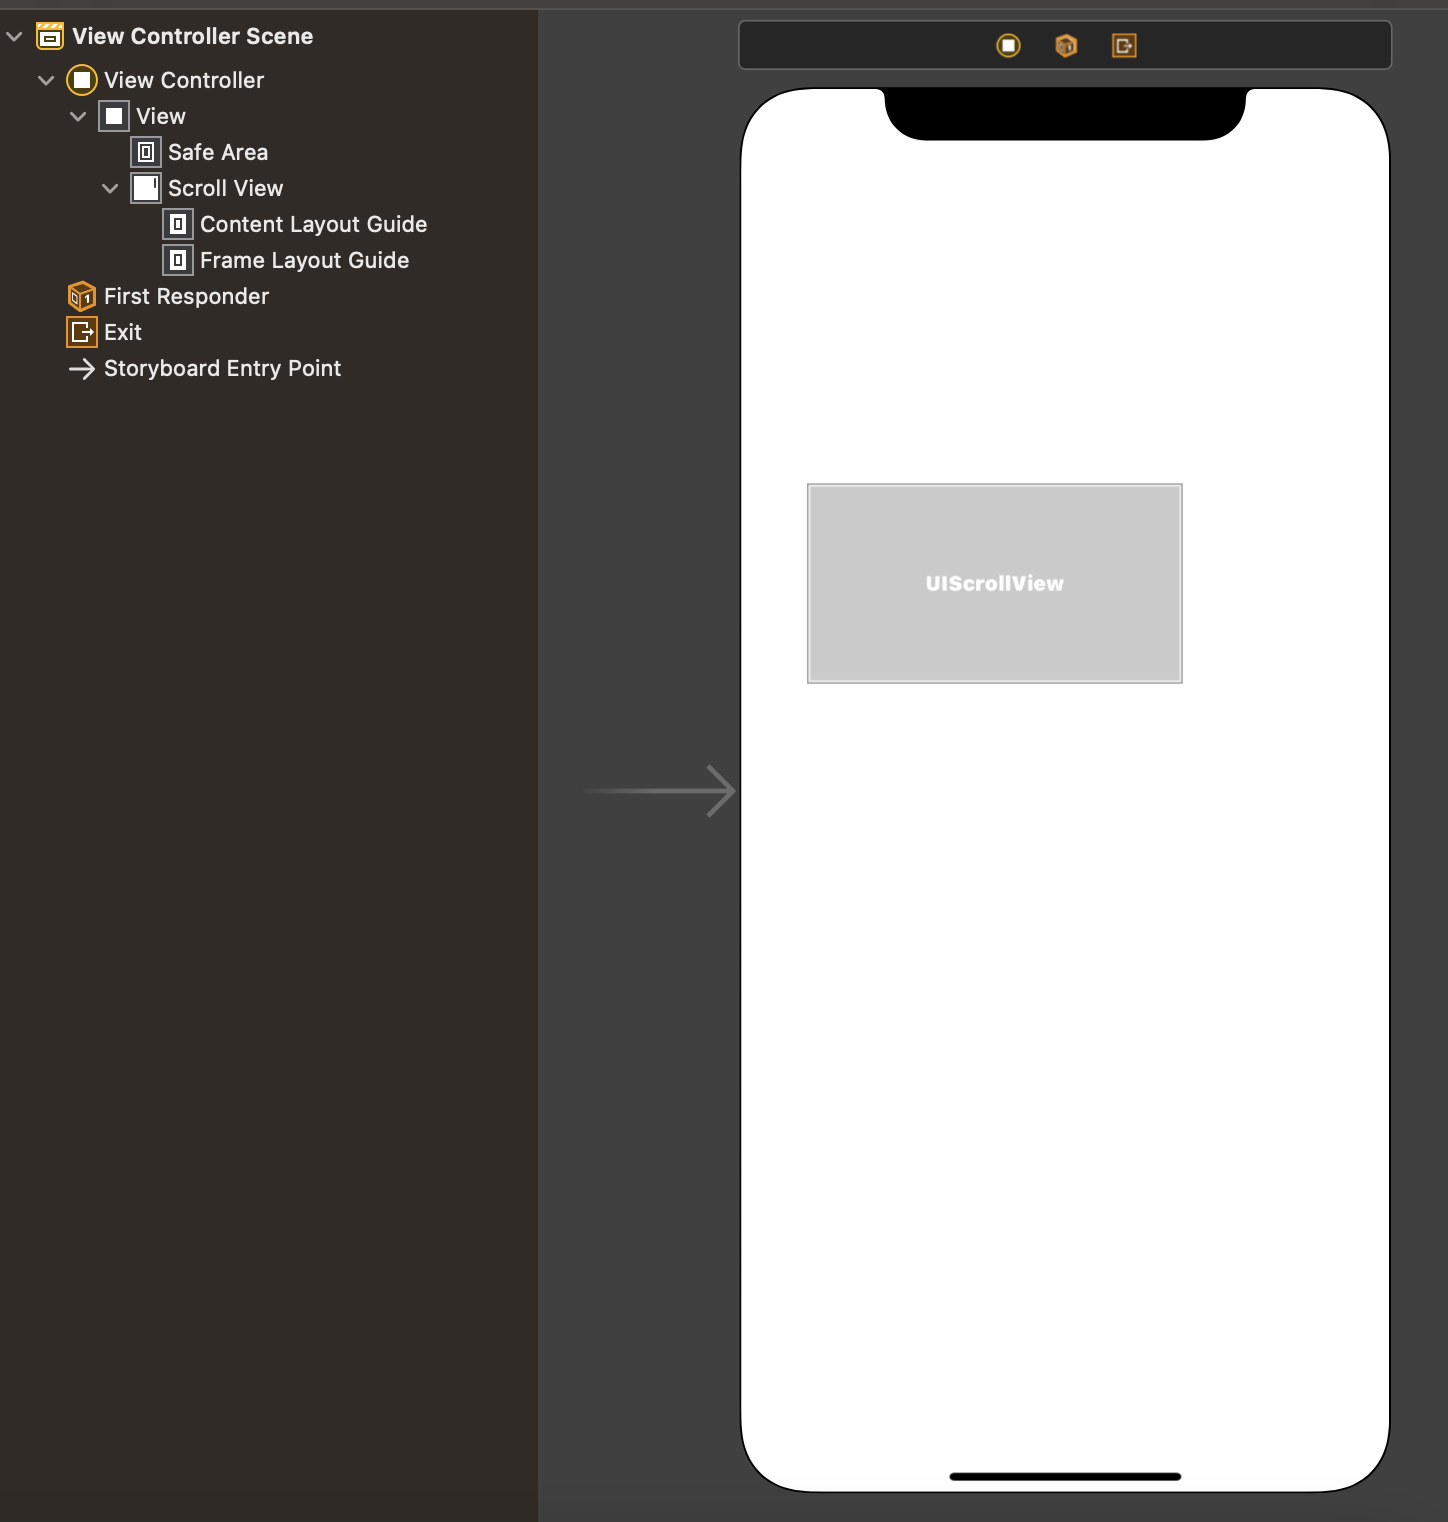 View Controller Scene
View Controller
View
Safe Area
Scroll View
Content Layout Guide
Frame Layout Guide
First Responder
Exit
Storyboard Entry Point
UIScrollView